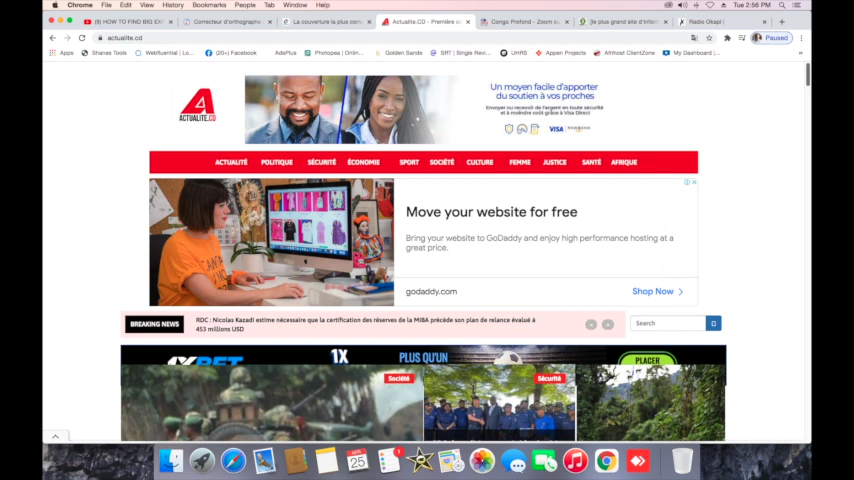 Chrome File Edit View History Bookmarks People Tab Window Help
Tue 2:56 PM
(8) HOW TO FIND BIG EXP
Correcteur d'orthographe
La couverture la plus com
Actualite.CD - Première so
Congo Profond - Zoom su
[le plus grand site d'infor
Radio Okapi |
actualite.cd
Paused
Apps
Shanes Tools
Webfluential | Lo...
(20+) Facebook
AdsPlus
Photopea | Onlin...
Golden Sands
SRT | Single Revi...
UHRS
Appen Projects
Afrihost ClientZone
My Dashboard |...
»
ACTUALITE.CD
Un moyen facile d'apporter
du soutien à vos proches
Envoyer ou recevoir de l'argent en toute sécurité
et à moindre coût grâce à Visa Direct
VISA
ACTUALITÉ POLITIQUE SÉCURITÉ ÉCONOMIE SPORT SOCIÉTÉ CULTURE FEMME JUSTICE SANTÉ AFRIQUE
Move your website for free
Bring your website to GoDaddy and enjoy high performance hosting at a
great price.
godaddy.com
Shop Now
BREAKING NEWS
RDC : Nicolas Kazadi estime nécessaire que la certification des réserves de la MIBA précède son plan de relance évalué à
453 millions USD
Search
1XBET
1X
PLUS QU'UN
PLACER
Société
Sécurité
25
1